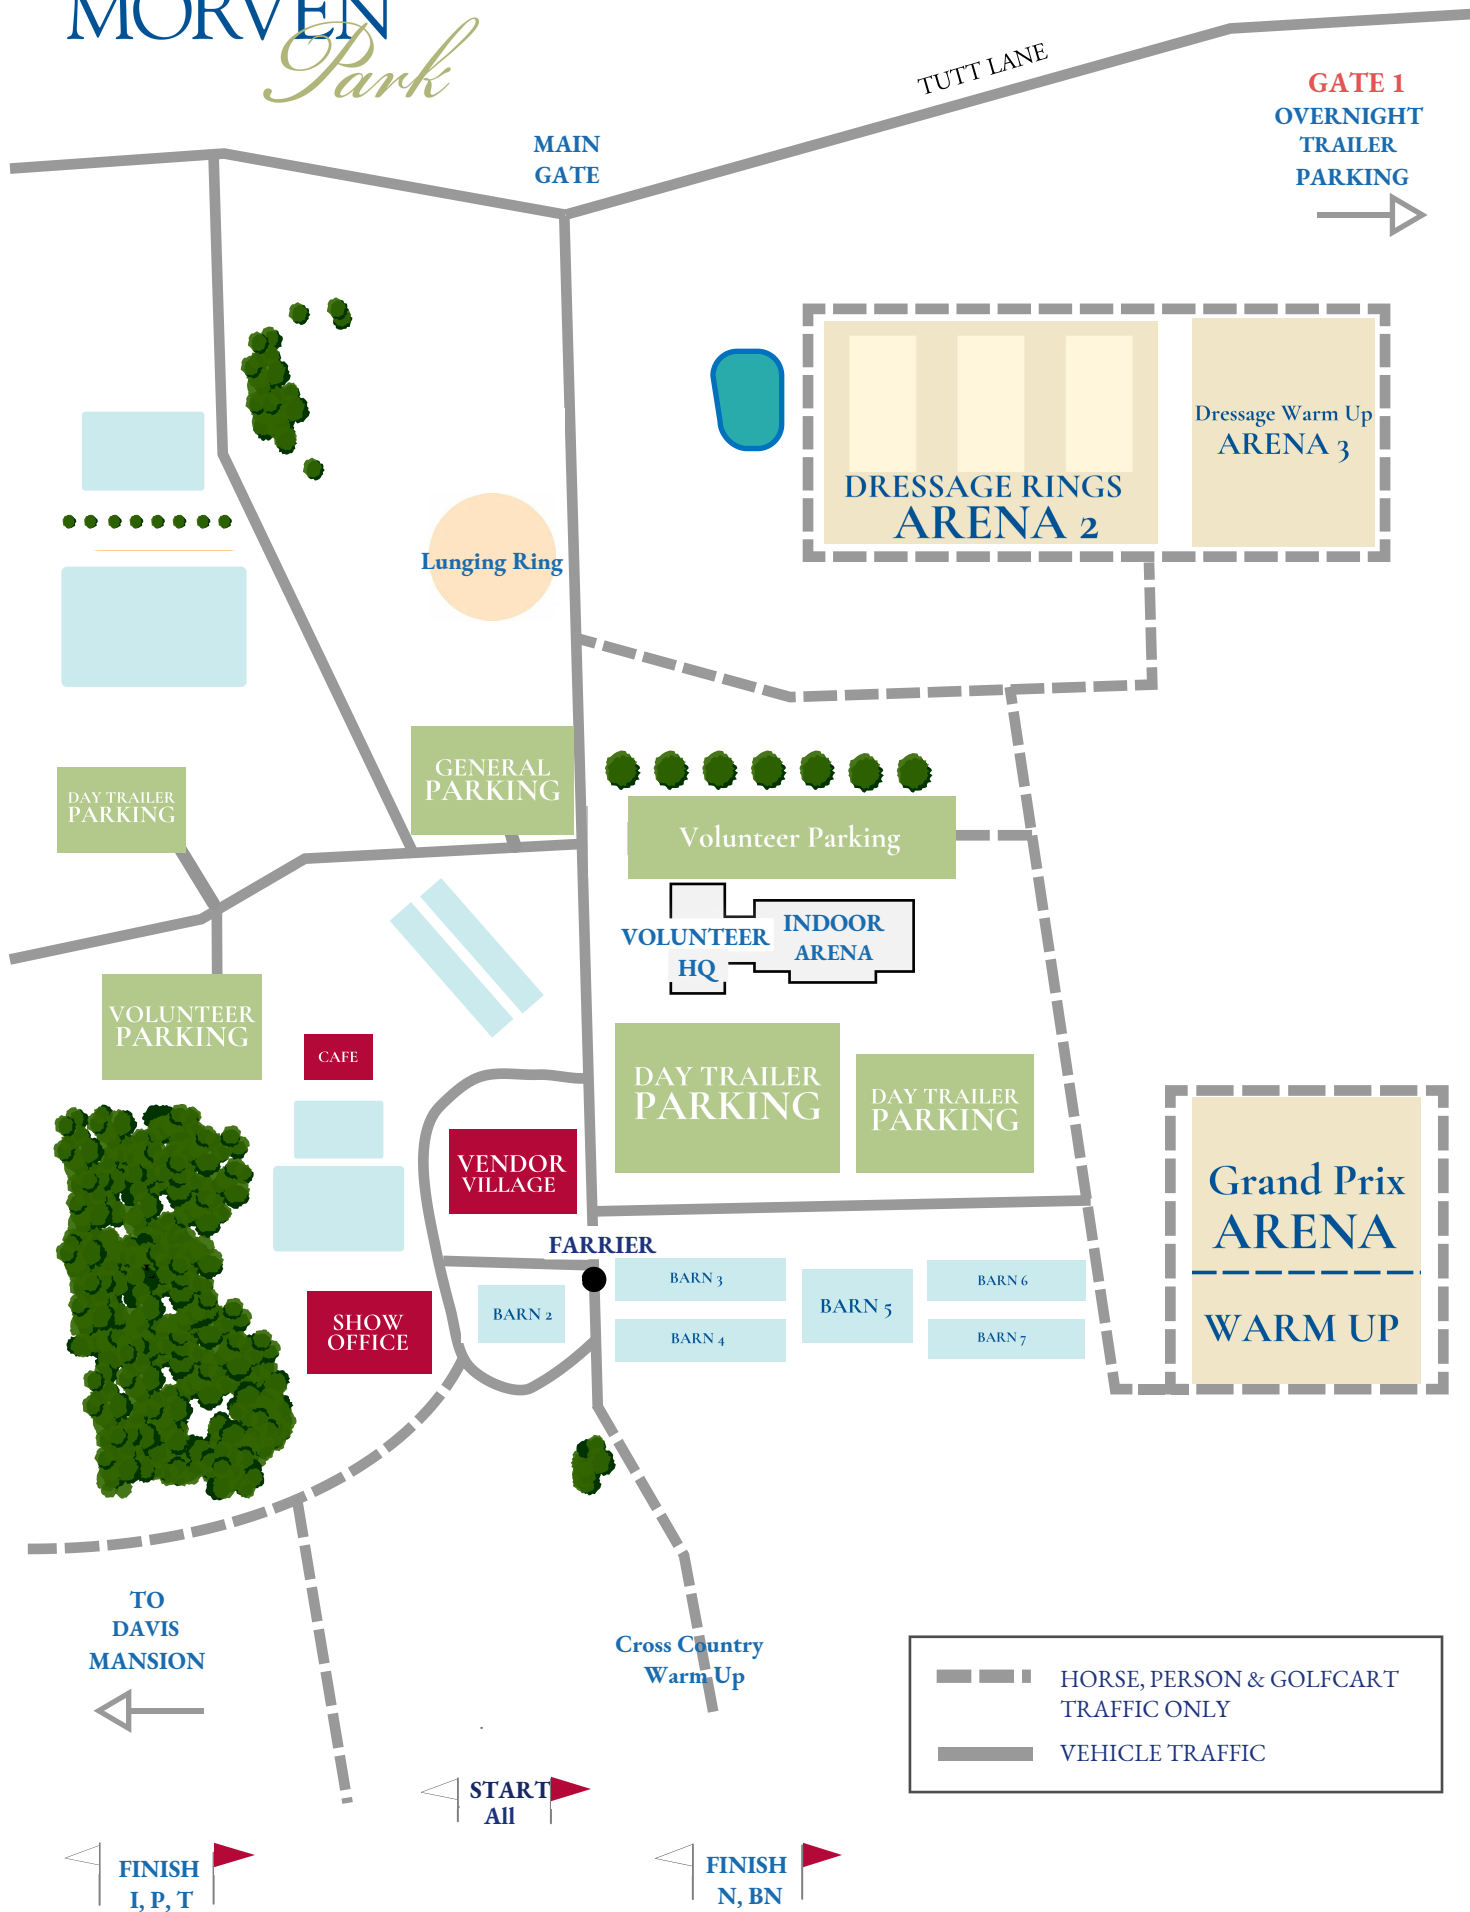 MORVEN
Park
TUTT LANE
GATE 1
OVERNIGHT
TRAILER
PARKING
MAIN
GATE
Dressage Warm Up
ARENA 3
DRESSAGE RINGS
ARENA 2
Lunging Ring
GENERAL
PARKING
DAY TRAILER
PARKING
Volunteer Parking
VOLUNTEER
HQ
INDOOR
ARENA
VOLUNTEER
PARKING
CAFE
DAY TRAILER
PARKING
DAY TRAILER
PARKING
VENDOR
VILLAGE
Grand Prix
ARENA
WARM UP
FARRIER
BARN 3
BARN 6
BARN 2
BARN 5
BARN 4
BARN 7
SHOW
OFFICE
TO
DAVIS
MANSION
Cross Country
Warm Up
HORSE, PERSON & GOLFCART
TRAFFIC ONLY
VEHICLE TRAFFIC
START
All
FINISH
I, P, T
FINISH
N, BN